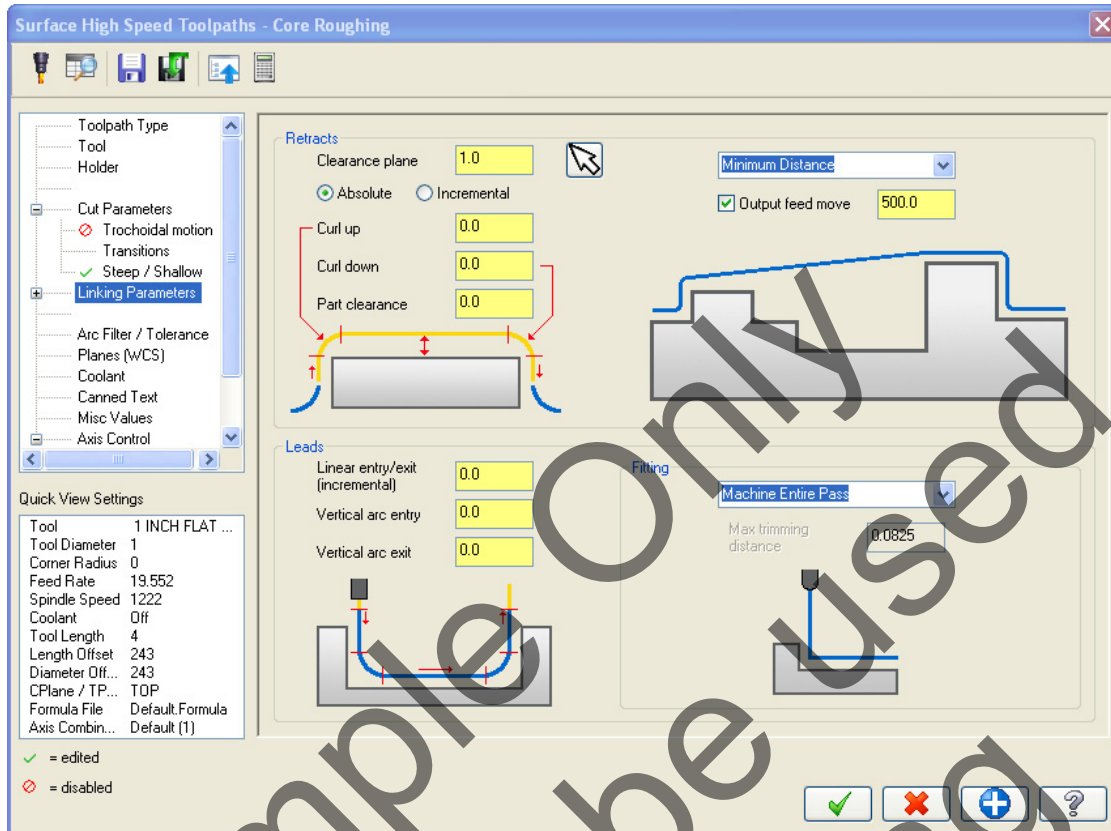 Surface High Speed Toolpaths - Core Roughing
Toolpath Type
Tool
Holder
Cut Parameters
Trochoidal motion
Transitions
Steep / Shallow
Linking Parameters
Arc Filter / Tolerance
Planes (WCS)
Coolant
Canned Text
Misc Values
Axis Control
Quick View Settings
Tool 1 INCH FLAT ...
Tool Diameter 1
Corner Radius 0
Feed Rate 19.552
Spindle Speed 1222
Coolant Off
Tool Length 4
Length Offset 243
Diameter Off... 243
CPlane / TP... TOP
Formula File Default.Formula
Axis Combin... Default (1)
= edited
= disabled
Retracts
Clearance plane 1.0
Absolute Incremental
Curl up 0.0
Curl down 0.0
Part clearance 0.0
Minimum Distance
Output feed move 500.0
Leads
Linear entry/exit 0.0
(incremental)
Vertical arc entry 0.0
Vertical arc exit 0.0
Fitting
Machine Entire Pass
Max trimming 0.0825
distance
?
mple Only
be used